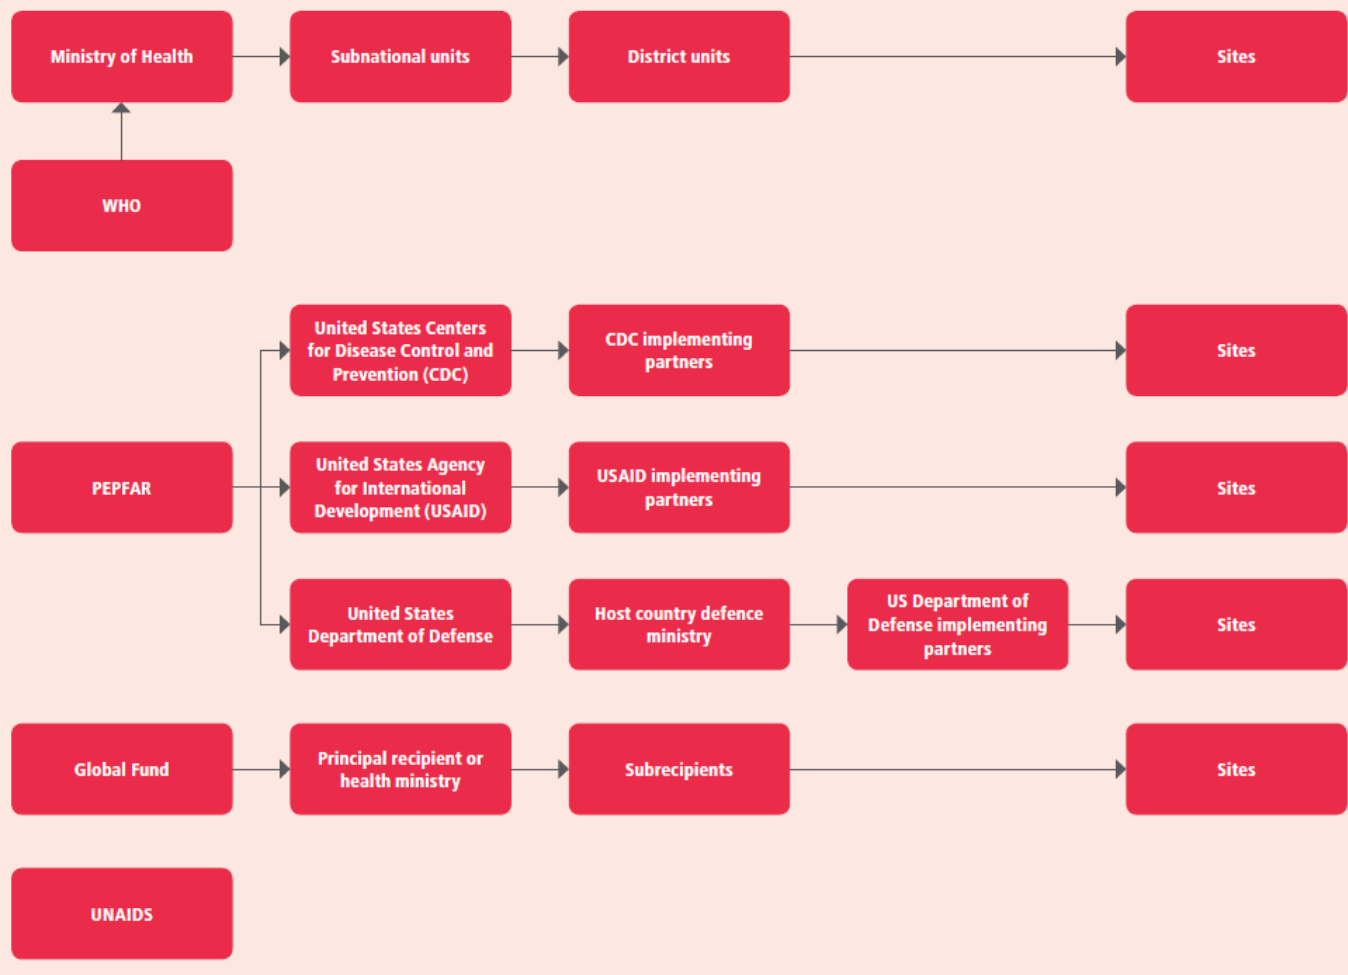 Ministry of Health
Subnational units
District units
Sites
WHO
United States Centers
for Disease Control and
Prevention (CDC)
CDC implementing
partners
Sites
PEPFAR
United States Agency
for International
Development (USAID)
USAID implementing
partners
Sites
United States
Department of Defense
Host country defence
ministry
US Department of
Defense implementing
partners
Sites
Global Fund
Principal recipient or
health ministry
Subrecipients
Sites
UNAIDS